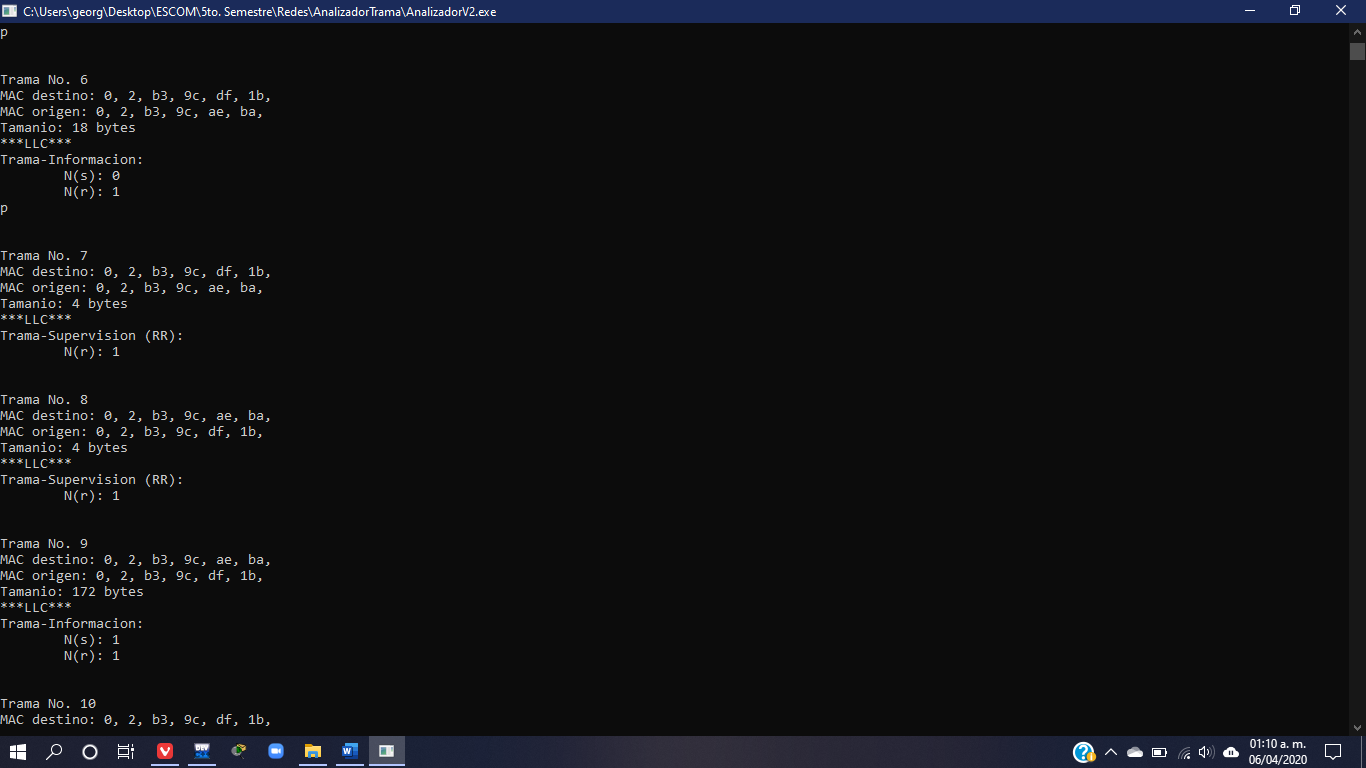 C:\Users\georg\Desktop\ESCOM\5to. Semestre\Redes\AnalizadorTrama\AnalizadorV2.exe
p
Trama No. 6
MAC destino: 0, 2, b3, 9c, df, 1b,
MAC origen: 0, 2, b3, 9c, ae, ba,
Tamanio: 18 bytes
***LLC***
Trama-Informacion:
N(s): 0
N(r): 1
p
Trama No. 7
MAC destino: 0, 2, b3, 9c, df, 1b,
MAC origen: 0, 2, b3, 9c, ae, ba,
Tamanio: 4 bytes
***LLC***
Trama-Supervision (RR):
N(r): 1
Trama No. 8
MAC destino: 0, 2, b3, 9c, ae, ba,
MAC origen: 0, 2, b3, 9c, df, 1b,
Tamanio: 4 bytes
***LLC***
Trama-Supervision (RR):
N(r): 1
Trama No. 9
MAC destino: 0, 2, b3, 9c, ae, ba,
MAC origen: 0, 2, b3, 9c, df, 1b,
Tamanio: 172 bytes
***LLC***
Trama-Informacion:
N(s): 1
N(r): 1
Trama No. 10
MAC destino: 0, 2, b3, 9c, df, 1b,
DEV
W
01:10 a. m.
06/04/2020